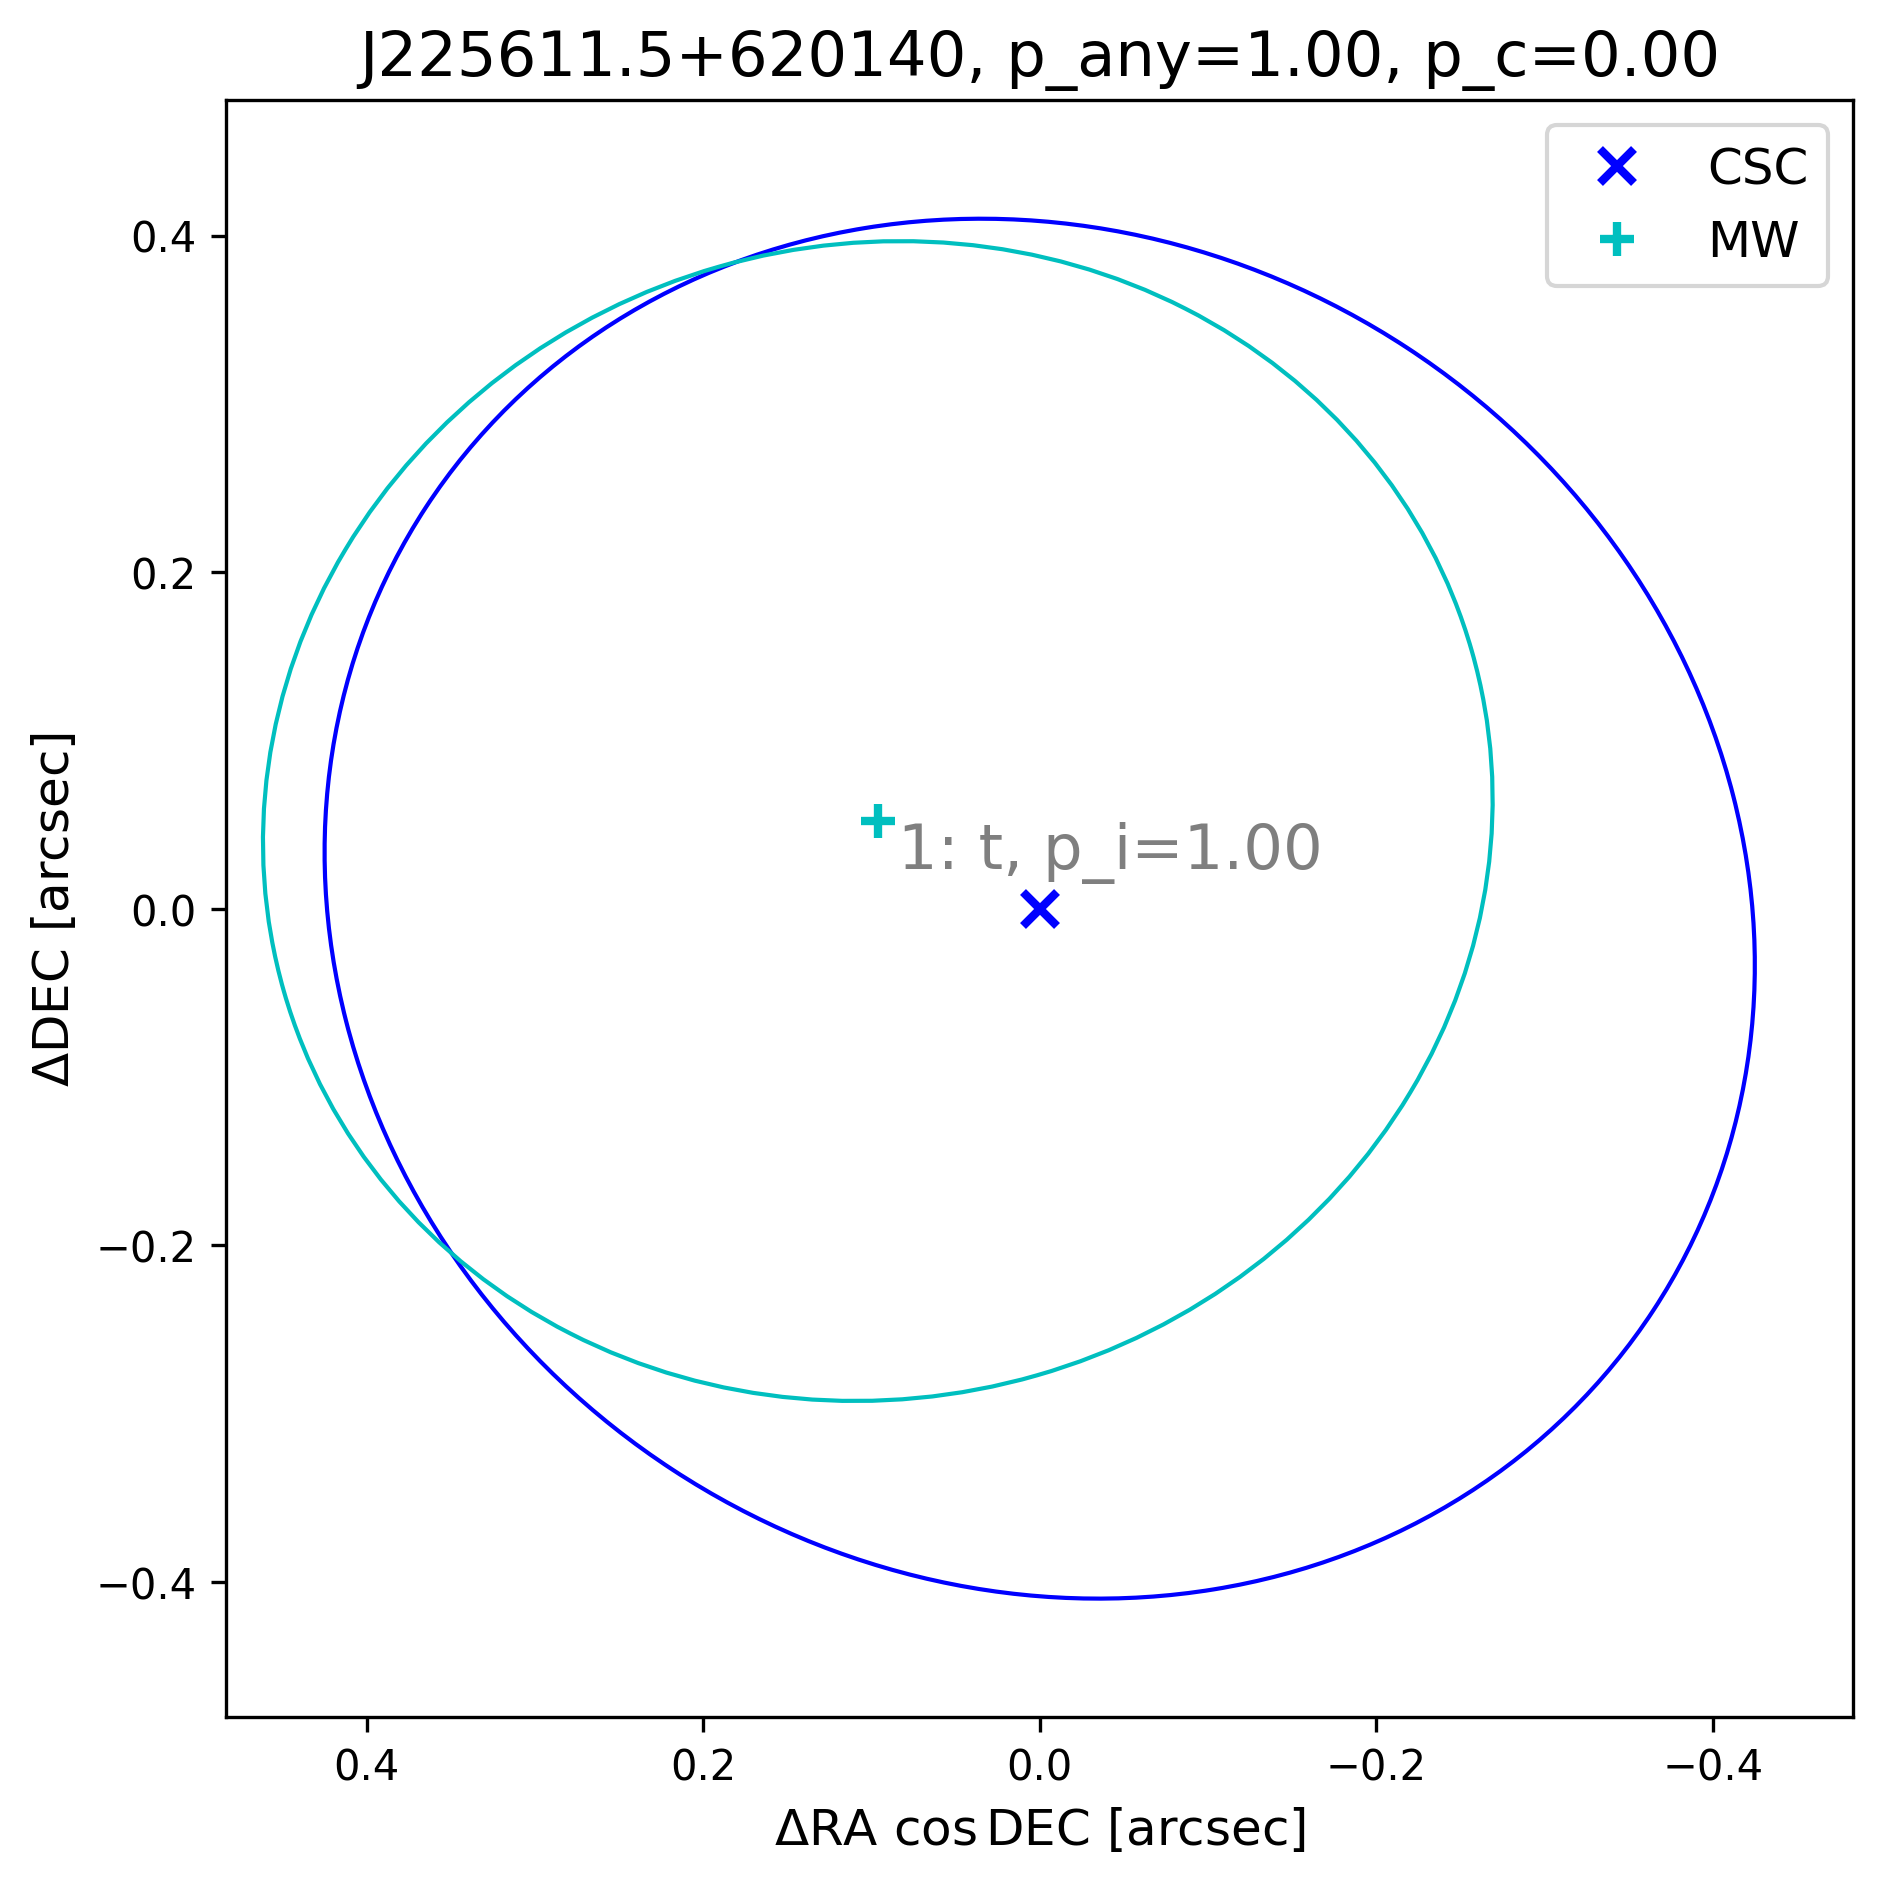 J225611.5+620140, p_any=1.00, p_c=0.00
CSC
MW
0.4
0.2
0.0
−0.2
−0.4
ΔDEC [arcsec]
1: t, p_i=1.00
0.4
0.2
0.0
−0.2
−0.4
ΔRA cos DEC [arcsec]